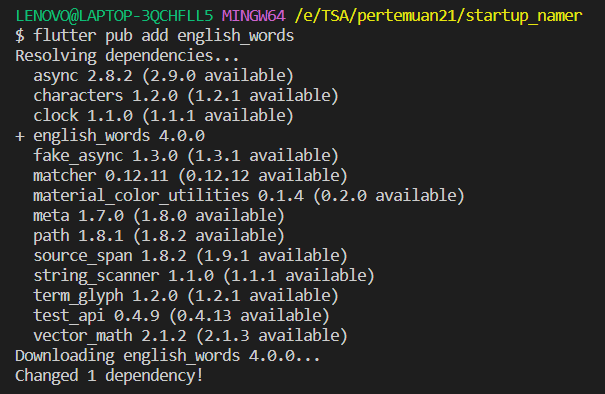 LENOVO@LAPTOP-3QCHFLL5 MINGW64 /e/TSA/pertemuan21/startup_namer
$ flutter pub add english_words
Resolving dependencies...
  async 2.8.2 (2.9.0 available)
  characters 1.2.0 (1.2.1 available)
  clock 1.1.0 (1.1.1 available)
+ english_words 4.0.0
  fake_async 1.3.0 (1.3.1 available)
  matcher 0.12.11 (0.12.12 available)
  material_color_utilities 0.1.4 (0.2.0 available)
  meta 1.7.0 (1.8.0 available)
  path 1.8.1 (1.8.2 available)
  source_span 1.8.2 (1.9.1 available)
  string_scanner 1.1.0 (1.1.1 available)
  term_glyph 1.2.0 (1.2.1 available)
  test_api 0.4.9 (0.4.13 available)
  vector_math 2.1.2 (2.1.3 available)
Downloading english_words 4.0.0...
Changed 1 dependency!